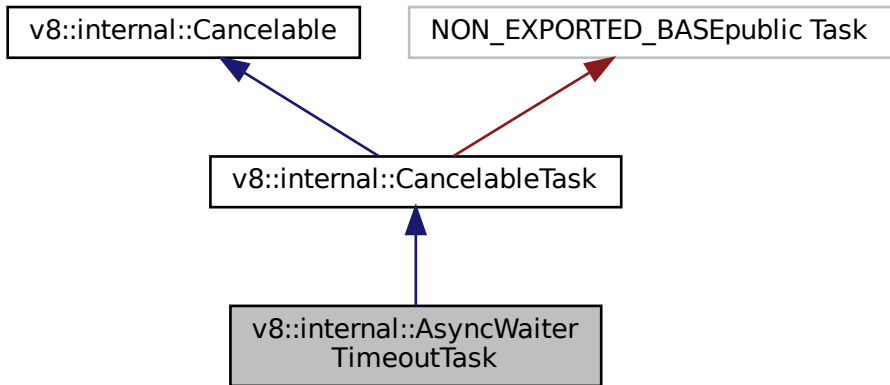 v8::internal::Cancelable
NON_EXPORTED_BASEpublic Task
v8::internal::CancelableTask
v8::internal::AsyncWaiter
TimeoutTask